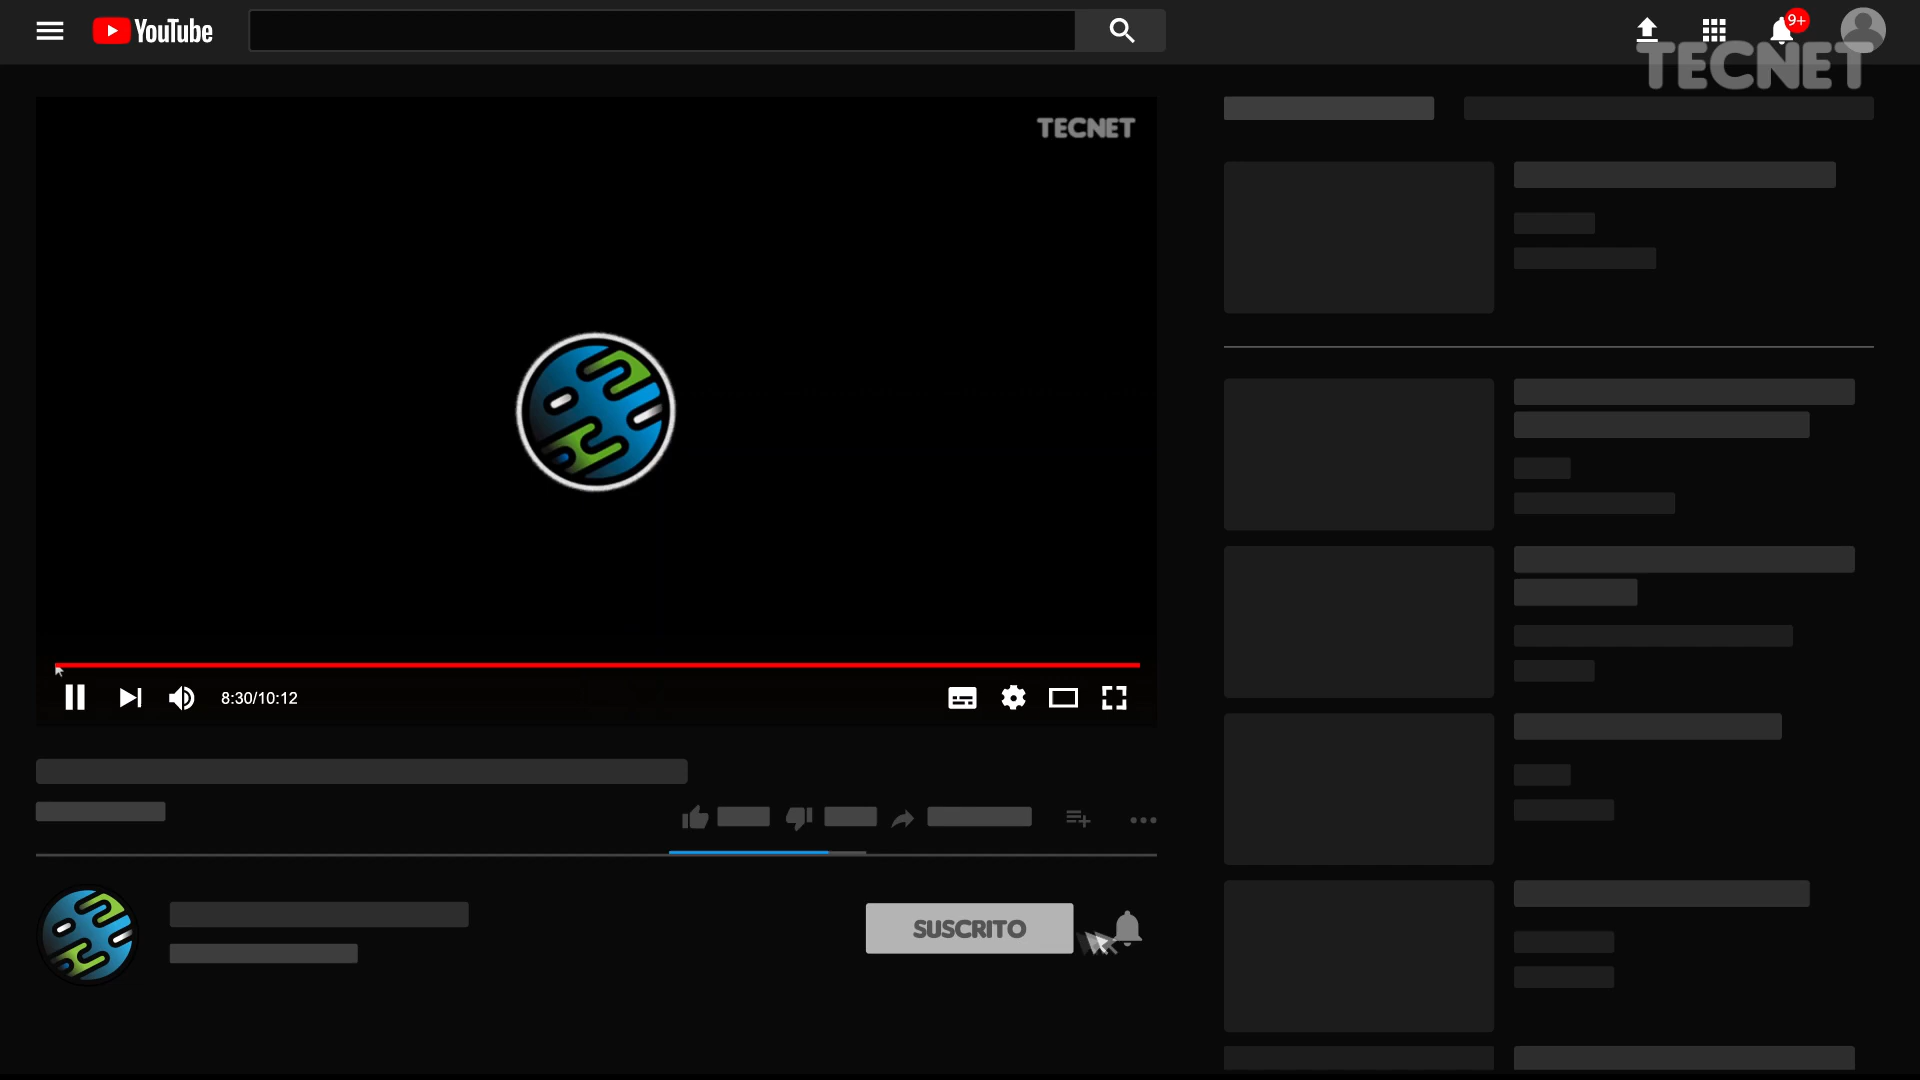 YouTube
9+
TECNET
TECNET
8:30/10:12
SUSCRITO